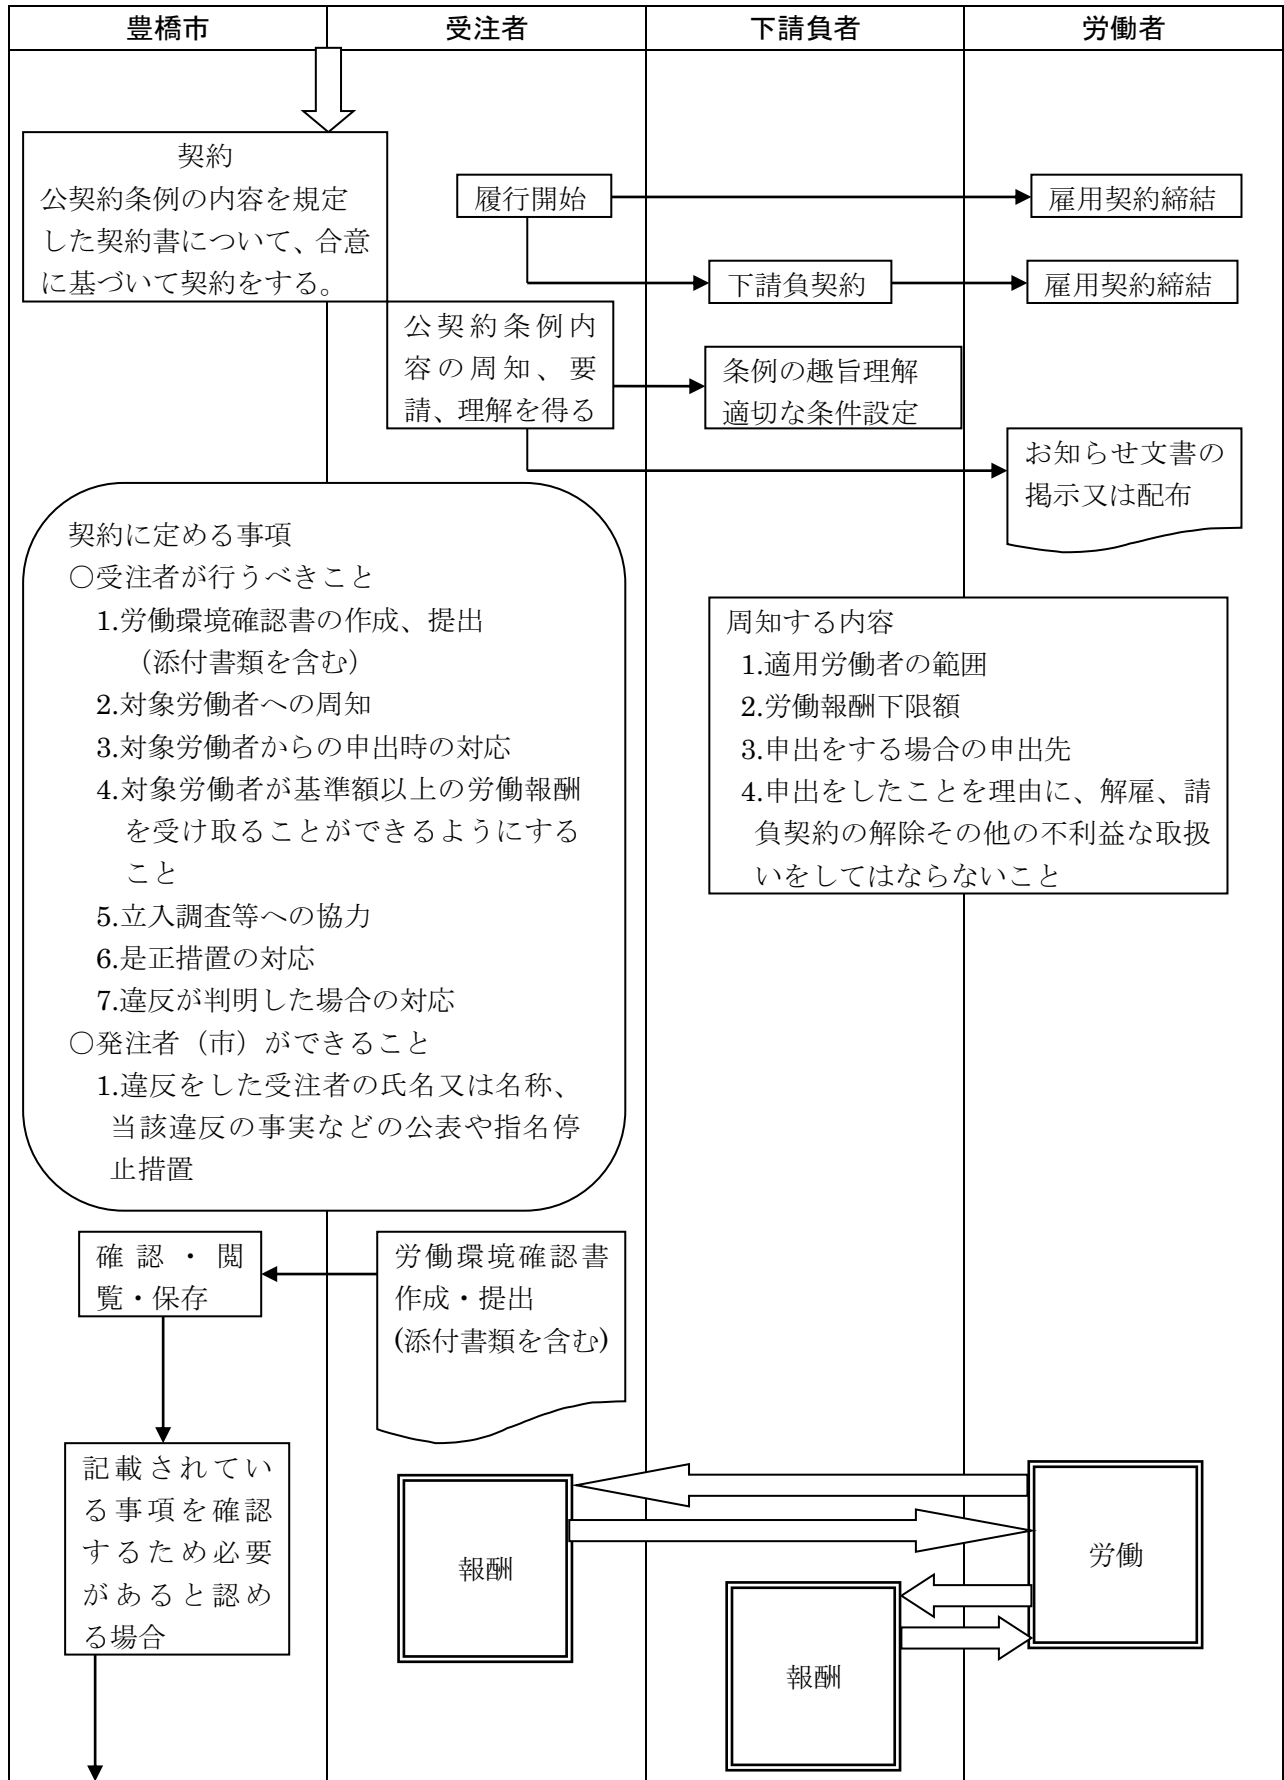 豊橋市
受注者
下請負者
労働者
契約
公契約条例の内容を規定
した契約書について、合意
に基づいて契約をする。
履行開始
雇用契約締結
下請負契約
雇用契約締結
公契約条例内
容の周知、要
請、理解を得る
条例の趣旨理解
適切な条件設定
お知らせ文書の
掲示又は配布
契約に定める事項
○受注者が行うべきこと
1.労働環境確認書の作成、提出
（添付書類を含む）
2.対象労働者への周知
3.対象労働者からの申出時の対応
4.対象労働者が基準額以上の労働報酬
を受け取ることができるようにする
こと
5.立入調査等への協力
6.是正措置の対応
7.違反が判明した場合の対応
○発注者（市）ができること
1.違反をした受注者の氏名又は名称、
当該違反の事実などの公表や指名停
止措置
周知する内容
1.適用労働者の範囲
2.労働報酬下限額
3.申出をする場合の申出先
4.申出をしたことを理由に、解雇、請
負契約の解除その他の不利益な取扱
いをしてはならないこと
確認・閲
覧・保存
労働環境確認書
作成・提出
(添付書類を含む)
記載されてい
る事項を確認
するため必要
があると認め
る場合
報酬
労働
報酬